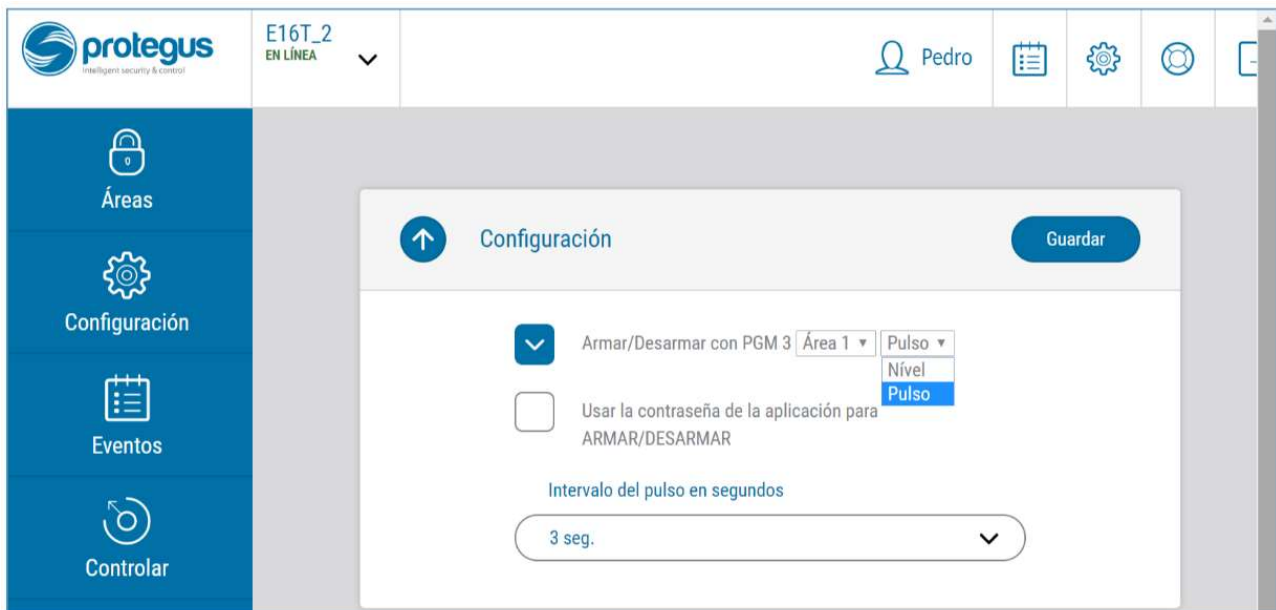 protegus
intelligent security & control
E16T_2
EN LÍNEA
Pedro
Áreas
Configuración
Eventos
Controlar
Configuración
Guardar
Armar/Desarmar con PGM 3 Área 1 Pulso
Nível
Pulso
Usar la contraseña de la aplicación para
ARMAR/DESARMAR
Intervalo del pulso en segundos
3 seg.